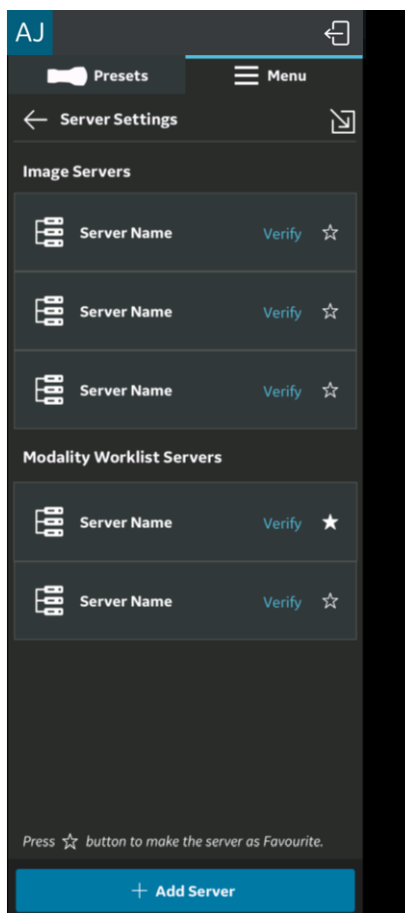 AJ
Presets Menu
Server Settings
Image Servers
Server Name Verify
Server Name Verify
Server Name Verify
Modality Worklist Servers
Server Name Verify
Server Name Verify
Press ☆ button to make the server as Favourite.
+ Add Server